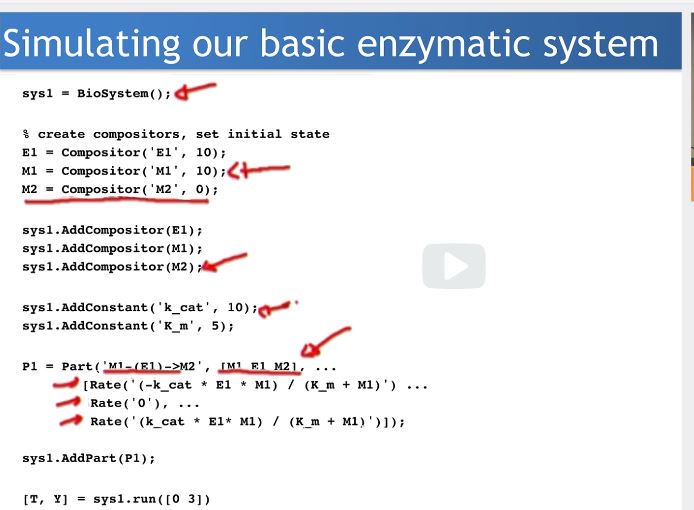 Simulating our basic enzymatic system
sys1 = BioSystem();
% create compositors, set initial state
E1 = Compositor('E1', 10);
M1 = Compositor('M1', 10);
M2 = Compositor('M2', 0);
sys1.AddCompositor(E1);
sys1.AddCompositor(M1);
sys1.AddCompositor(M2);
sys1.AddConstant('k_cat', 10);
sys1.AddConstant('K_m', 5);
P1 = Part('M1-(E1)->M2', [M1 E1 M2], ...
[Rate('(-k_cat * E1 * M1) / (K_m + M1)') ...
Rate('0'), ...
Rate('(k_cat * E1* M1) / (K_m + M1)')]);
sys1.AddPart(P1);
[T, Y] = sys1.run([0 3])